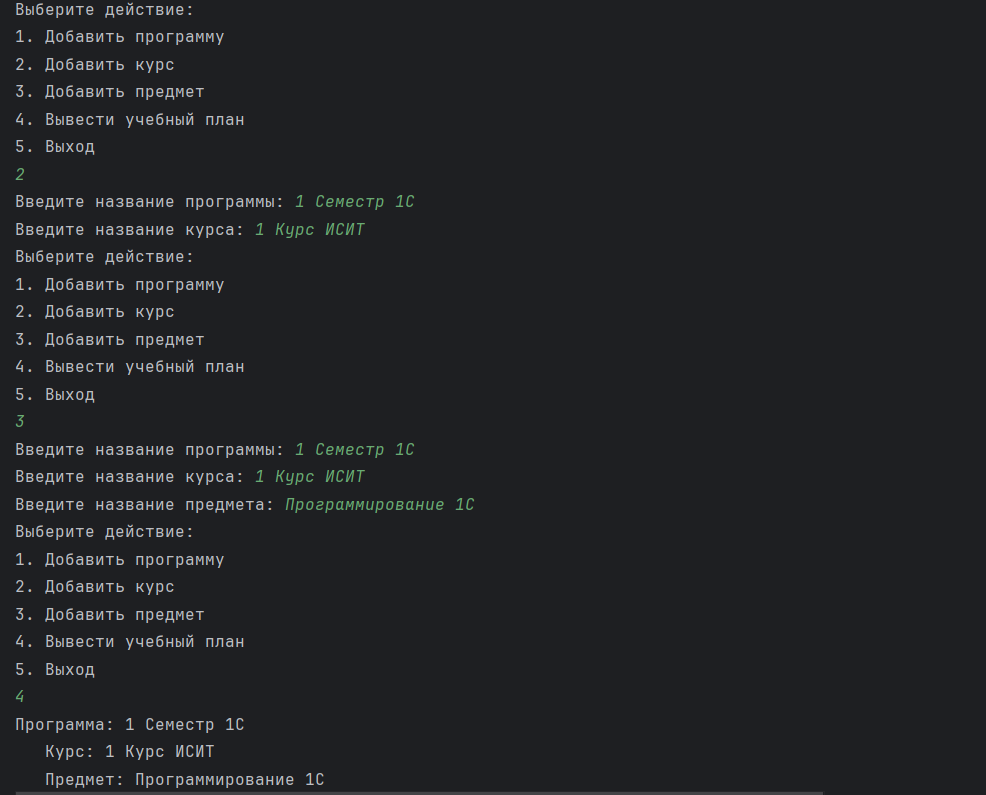 Выберите действие:
1. Добавить программу
2. Добавить курс
3. Добавить предмет
4. Вывести учебный план
5. Выход
2
Введите название программы: 1 Семестр 1С
Введите название курса: 1 Курс ИСИТ
Выберите действие:
1. Добавить программу
2. Добавить курс
3. Добавить предмет
4. Вывести учебный план
5. Выход
3
Введите название программы: 1 Семестр 1С
Введите название курса: 1 Курс ИСИТ
Введите название предмета: Программирование 1С
Выберите действие:
1. Добавить программу
2. Добавить курс
3. Добавить предмет
4. Вывести учебный план
5. Выход
4
Программа: 1 Семестр 1С
Курс: 1 Курс ИСИТ
Предмет: Программирование 1С